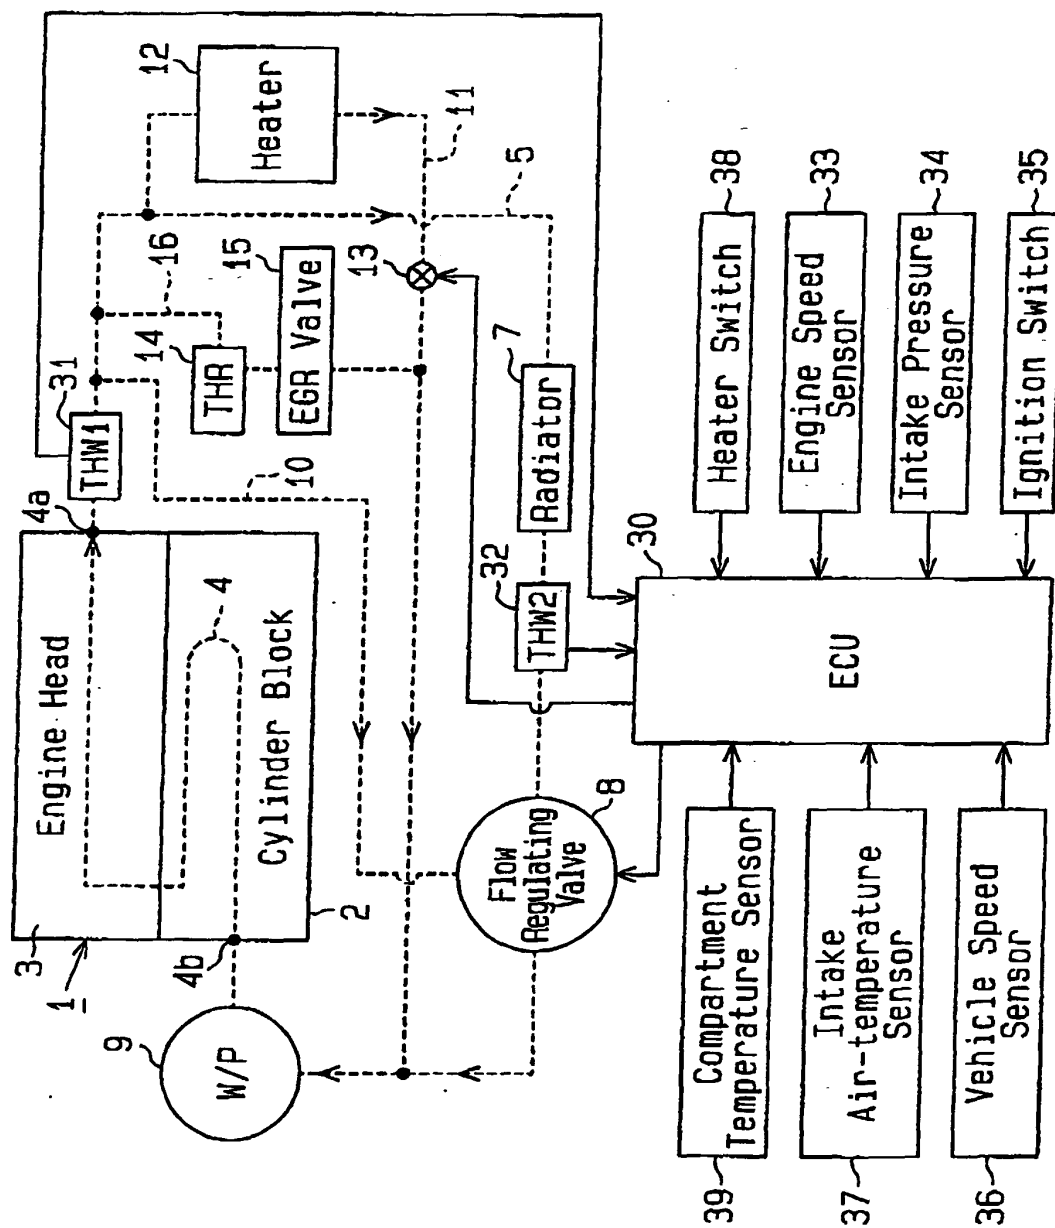 Engine Head
Cylinder Block
3
1
2
4
4a
4b
9
W/P
THW1
31
10
16
14
THR
15
EGR Valve
12
Heater
11
13
5
7
Radiator
32
THW2
8
Flow
Regulating
Valve
30
ECU
Heater Switch
38
Engine Speed
Sensor
33
Intake Pressure
Sensor
34
Ignition Switch
35
Compartment
Temperature Sensor
39
Intake
Air-temperature
Sensor
37
Vehicle Speed
Sensor
36